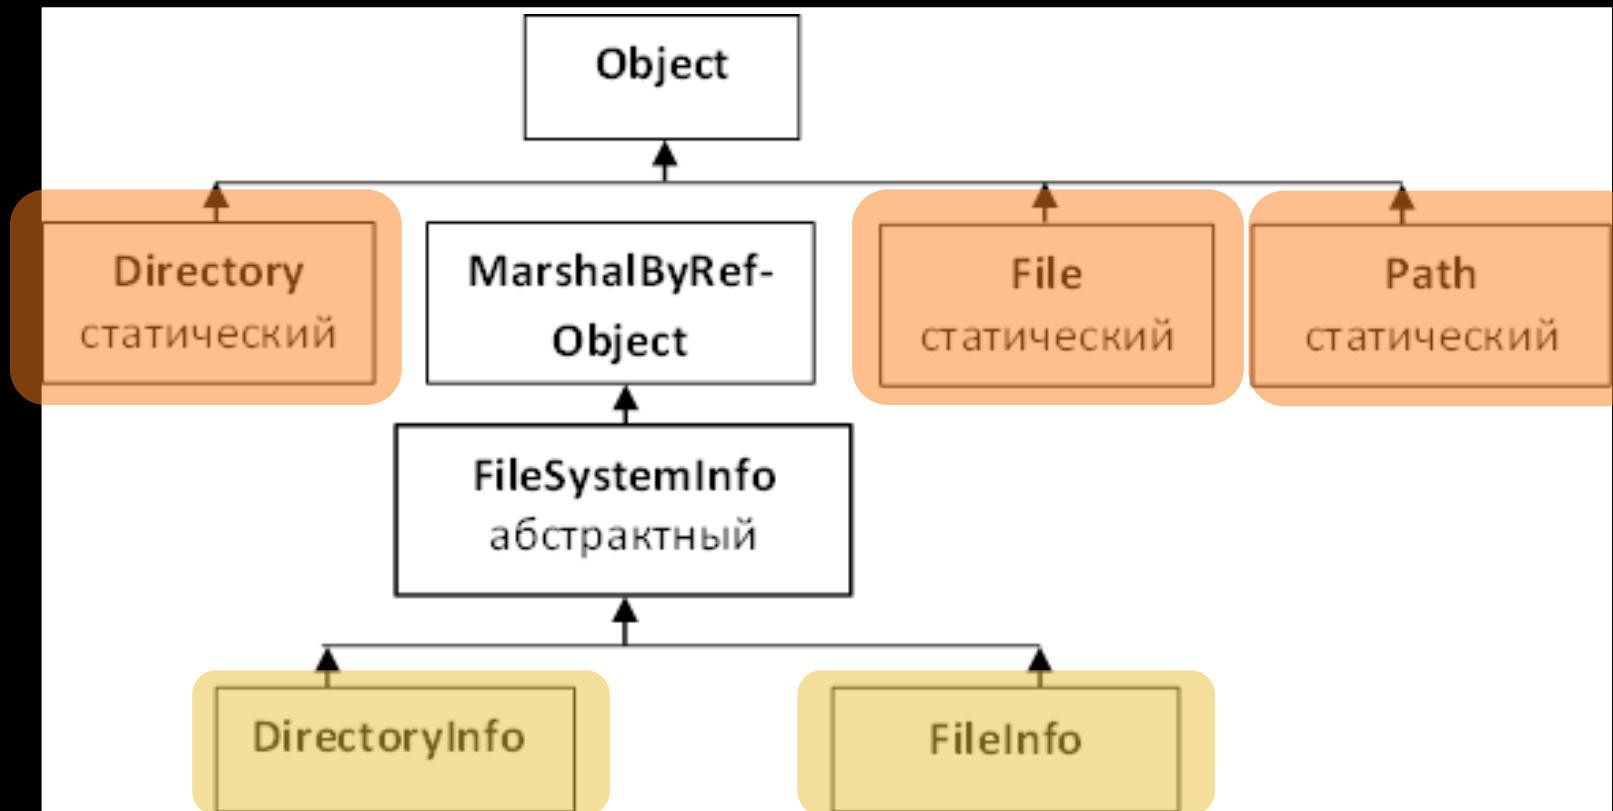 Object
Directory
статический
MarshalByRef-
Object
File
статический
Path
статический
FileSystemInfo
абстрактный
DirectoryInfo
FileInfo